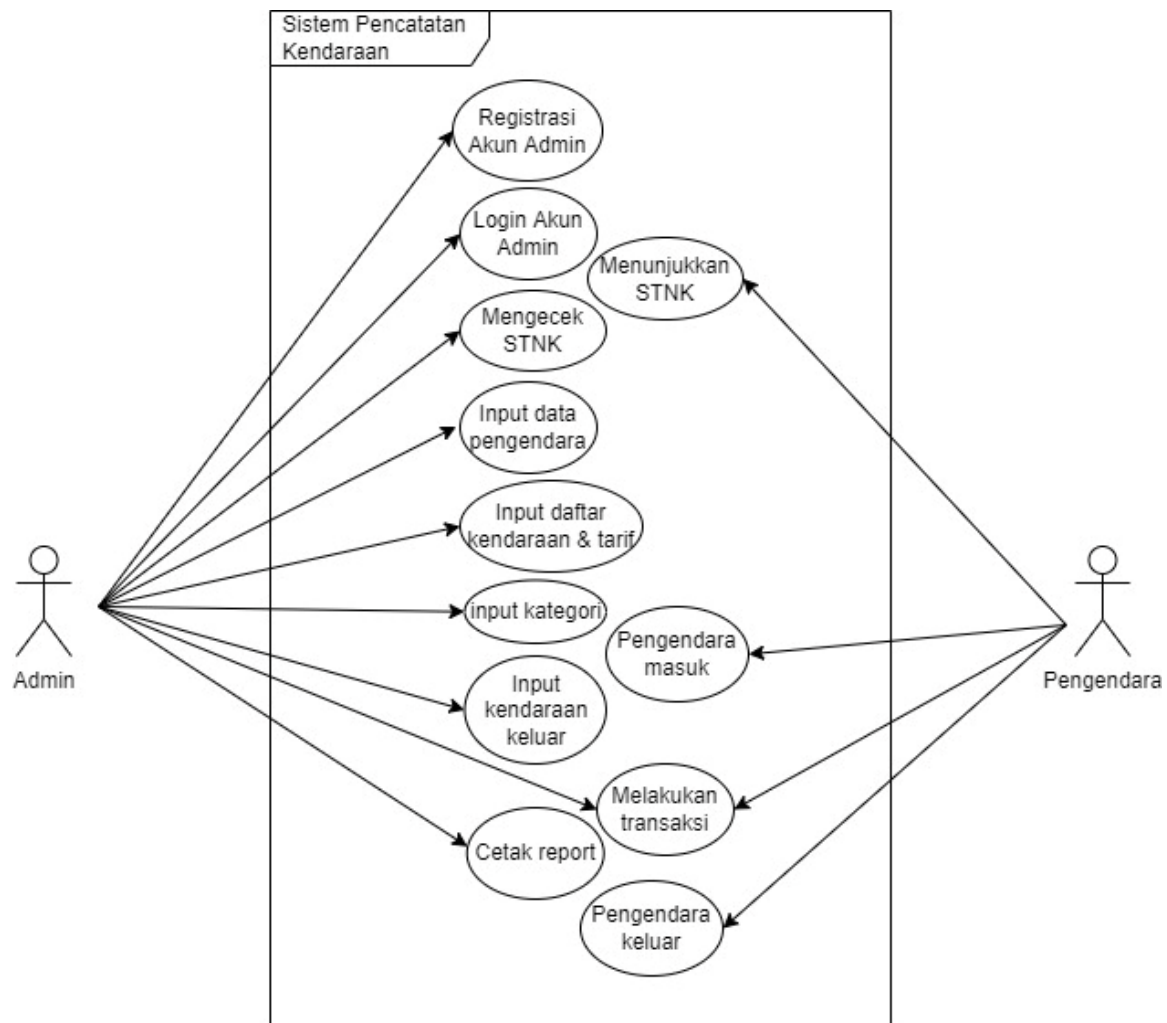 Sistem Pencatatan
Kendaraan
Registrasi
Akun Admin
Login Akun
Admin
Menunjukkan
STNK
Mengecek
STNK
Input data
pengendara
Input daftar
kendaraan & tarif
input kategori
Pengendara
masuk
Input
kendaraan
keluar
Melakukan
transaksi
Cetak report
Pengendara
keluar
Admin
Pengendara